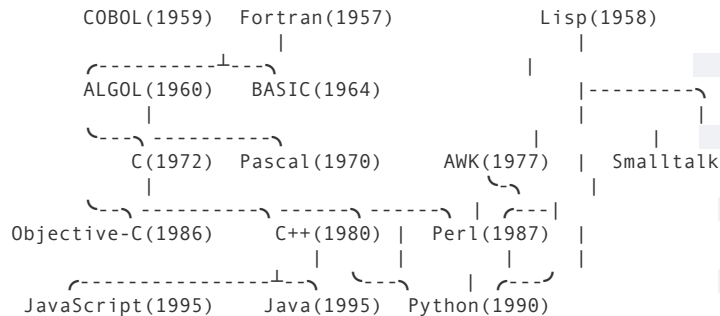 COBOL(1959) Fortran(1957) Lisp(1958)
ALGOL(1960) BASIC(1964)
C(1972) Pascal(1970) AWK(1977) Smalltalk
Objective-C(1986) C++(1980) Perl(1987)
JavaScript(1995) Java(1995) Python(1990)